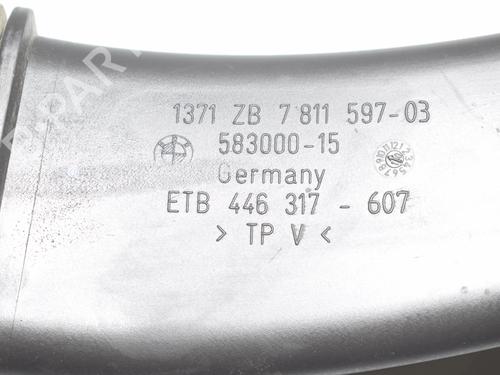 1371 ZB 7 811 597-03
583000-15
Germany
ETB 446 317 - 607
> TP V <